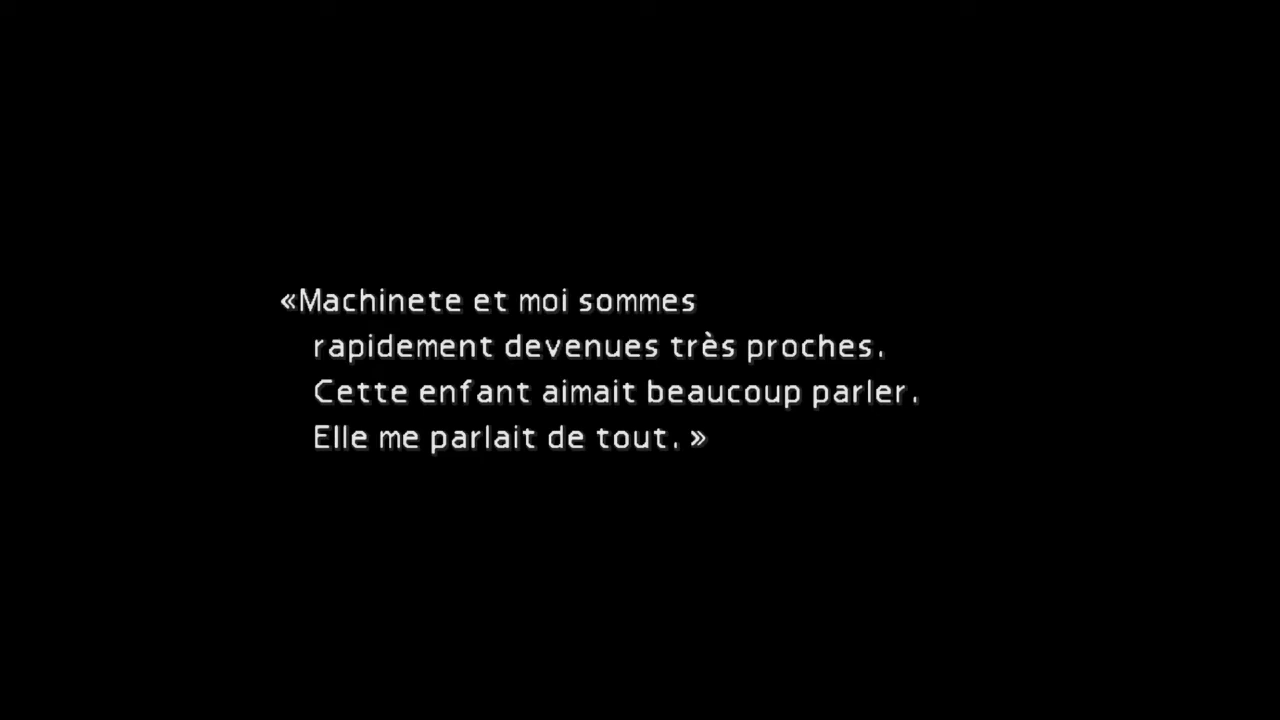 «Machinete et moi sommes
rapidement devenues très proches.
Cette enfant aimait beaucoup parler.
Elle me parlait de tout. »